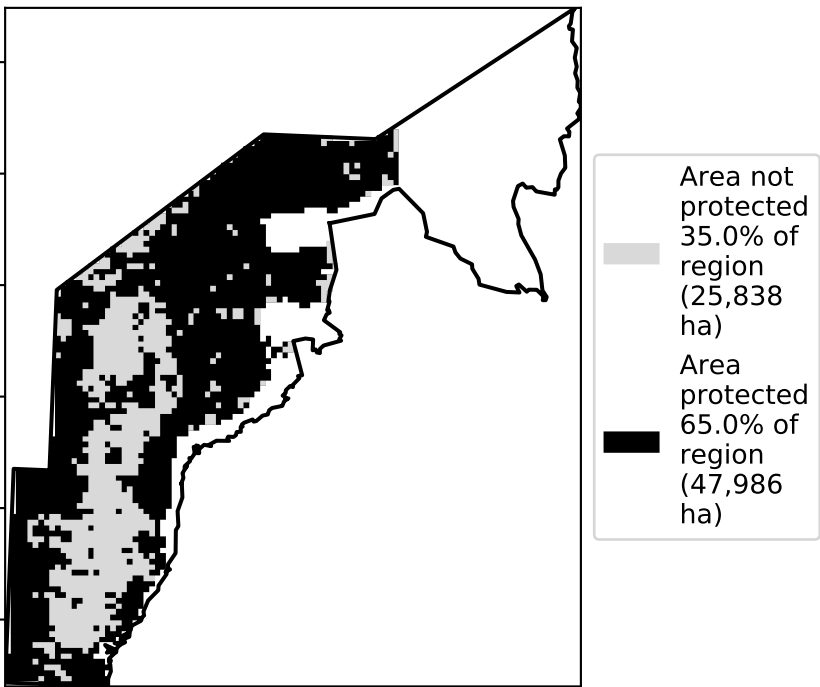 Area not
protected
35.0% of
region
(25,838
ha)
Area
protected
65.0% of
region
(47,986
ha)